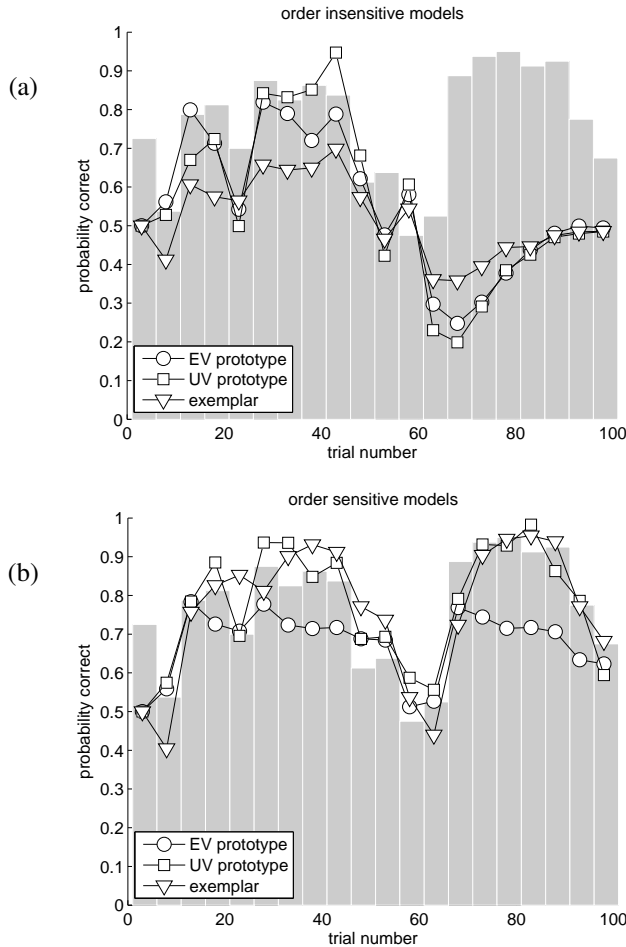 (a)
order insensitive models
probability correct
1
0.9
0.8
0.7
0.6
0.5
0.4
0.3
0.2
0.1
0
EV prototype
UV prototype
exemplar
0 20 40 60 80 100
trial number
(b)
order sensitive models
probability correct
1
0.9
0.8
0.7
0.6
0.5
0.4
0.3
0.2
0.1
0
EV prototype
UV prototype
exemplar
0 20 40 60 80 100
trial number